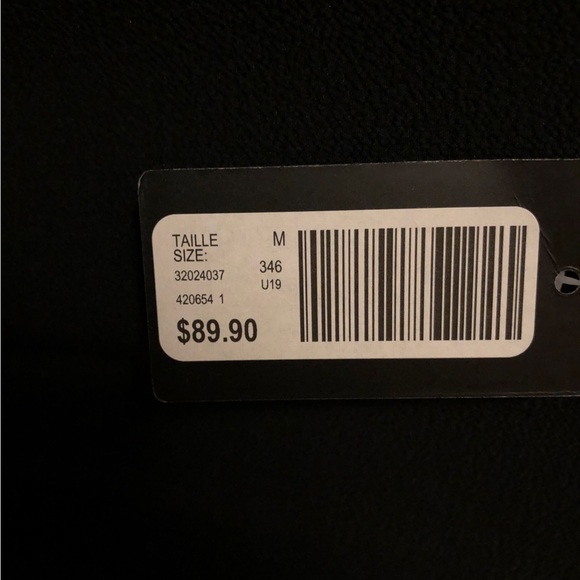 TAILLE M
SIZE:
32024037 346
U19
420654 1
$89.90